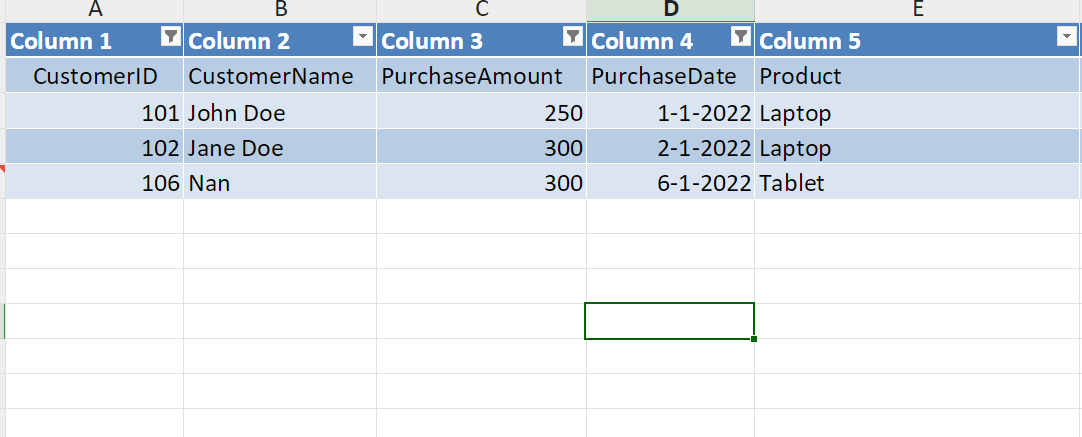 A B C D E
Column 1 Column 2 Column 3 Column 4 Column 5
CustomerID CustomerName PurchaseAmount PurchaseDate Product
101 John Doe 250 1-1-2022 Laptop
102 Jane Doe 300 2-1-2022 Laptop
106 Nan 300 6-1-2022 Tablet